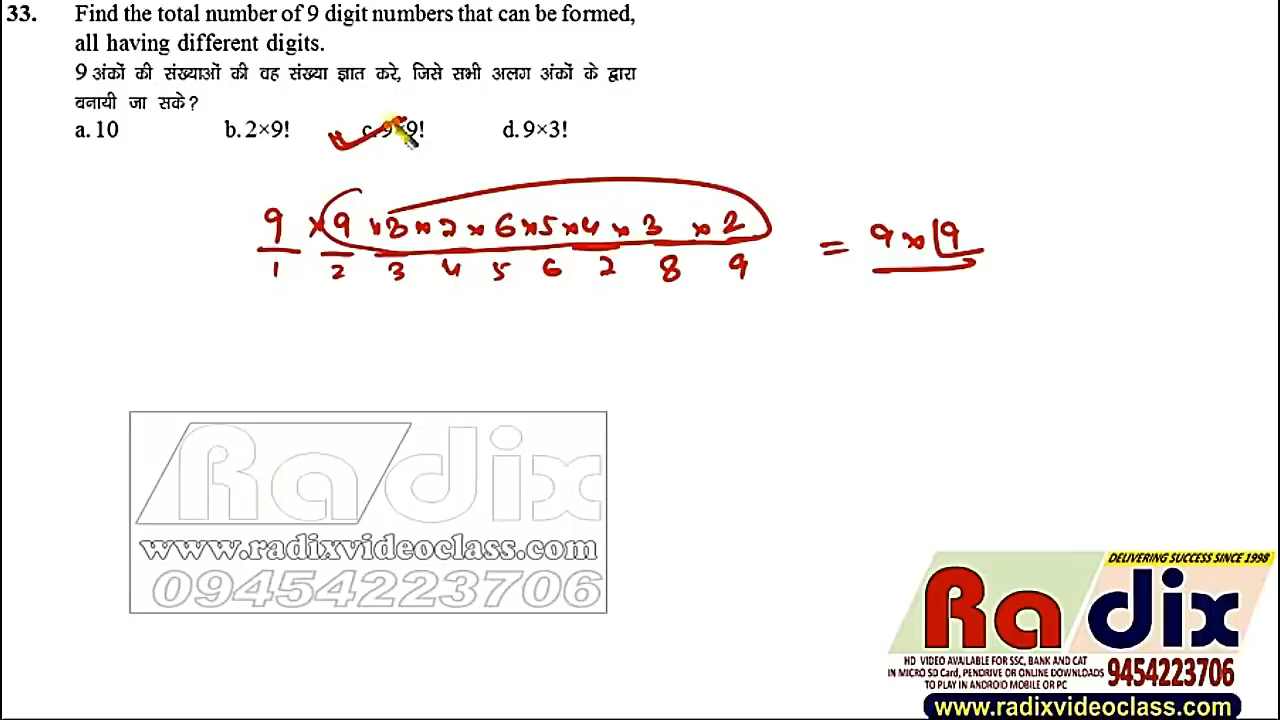 33. Find the total number of 9 digit numbers that can be formed,
all having different digits.
9 अंकों की संख्याओं की वह संख्या ज्ञात करे, जिसे सभी अलग अंकों के द्वारा
बनायी जा सके?
a. 10 b. 2×9! c. 9×9! d. 9×3!
9 × 9 × 8 × 7 × 6 × 5 × 4 × 3 × 2 = 9 × |9
1 2 3 4 5 6 7 8 9
Radix
www.radixvideoclass.com
09454223706
DELIVERING SUCCESS SINCE 1998
Radix
HD VIDEO AVAILABLE FOR SSC, BANK AND CAT
IN MICRO SD Card, PENDRIVE OR ONLINE DOWNLOADS
TO PLAY IN ANDROID MOBILE OR PC
9454223706
www.radixvideoclass.com